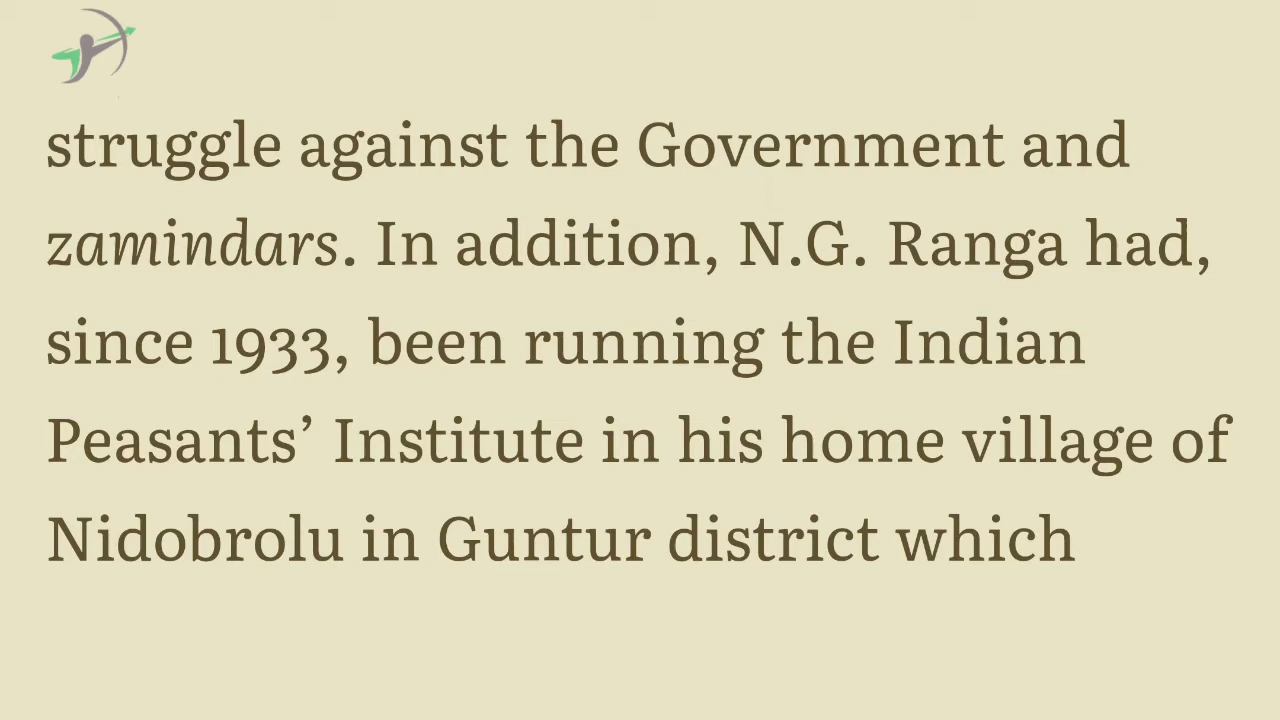 struggle against the Government and
zamindars. In addition, N.G. Ranga had,
since 1933, been running the Indian
Peasants’ Institute in his home village of
Nidobrolu in Guntur district which